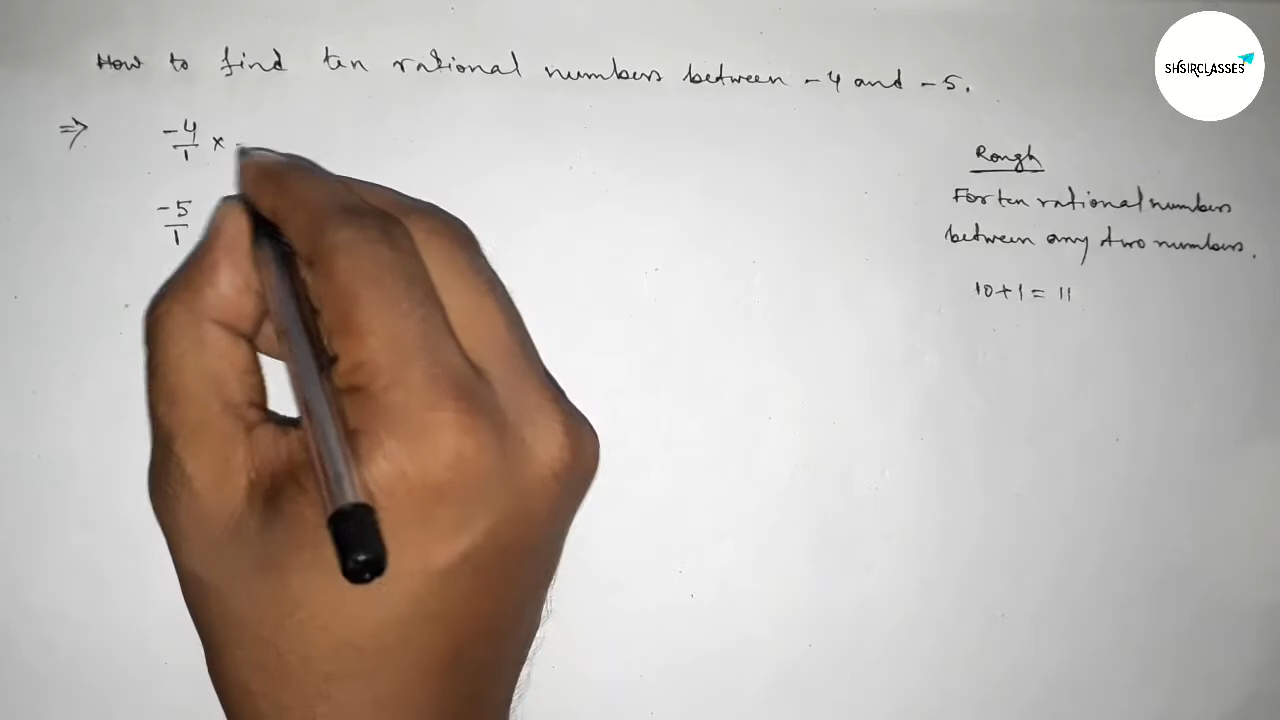 How to find ten rational numbers between -4 and -5.
SHSIRCLASSES
⇒ -4/1 ×
-5/1
Rough
For ten rational numbers
between any two numbers.
10+1 = 11